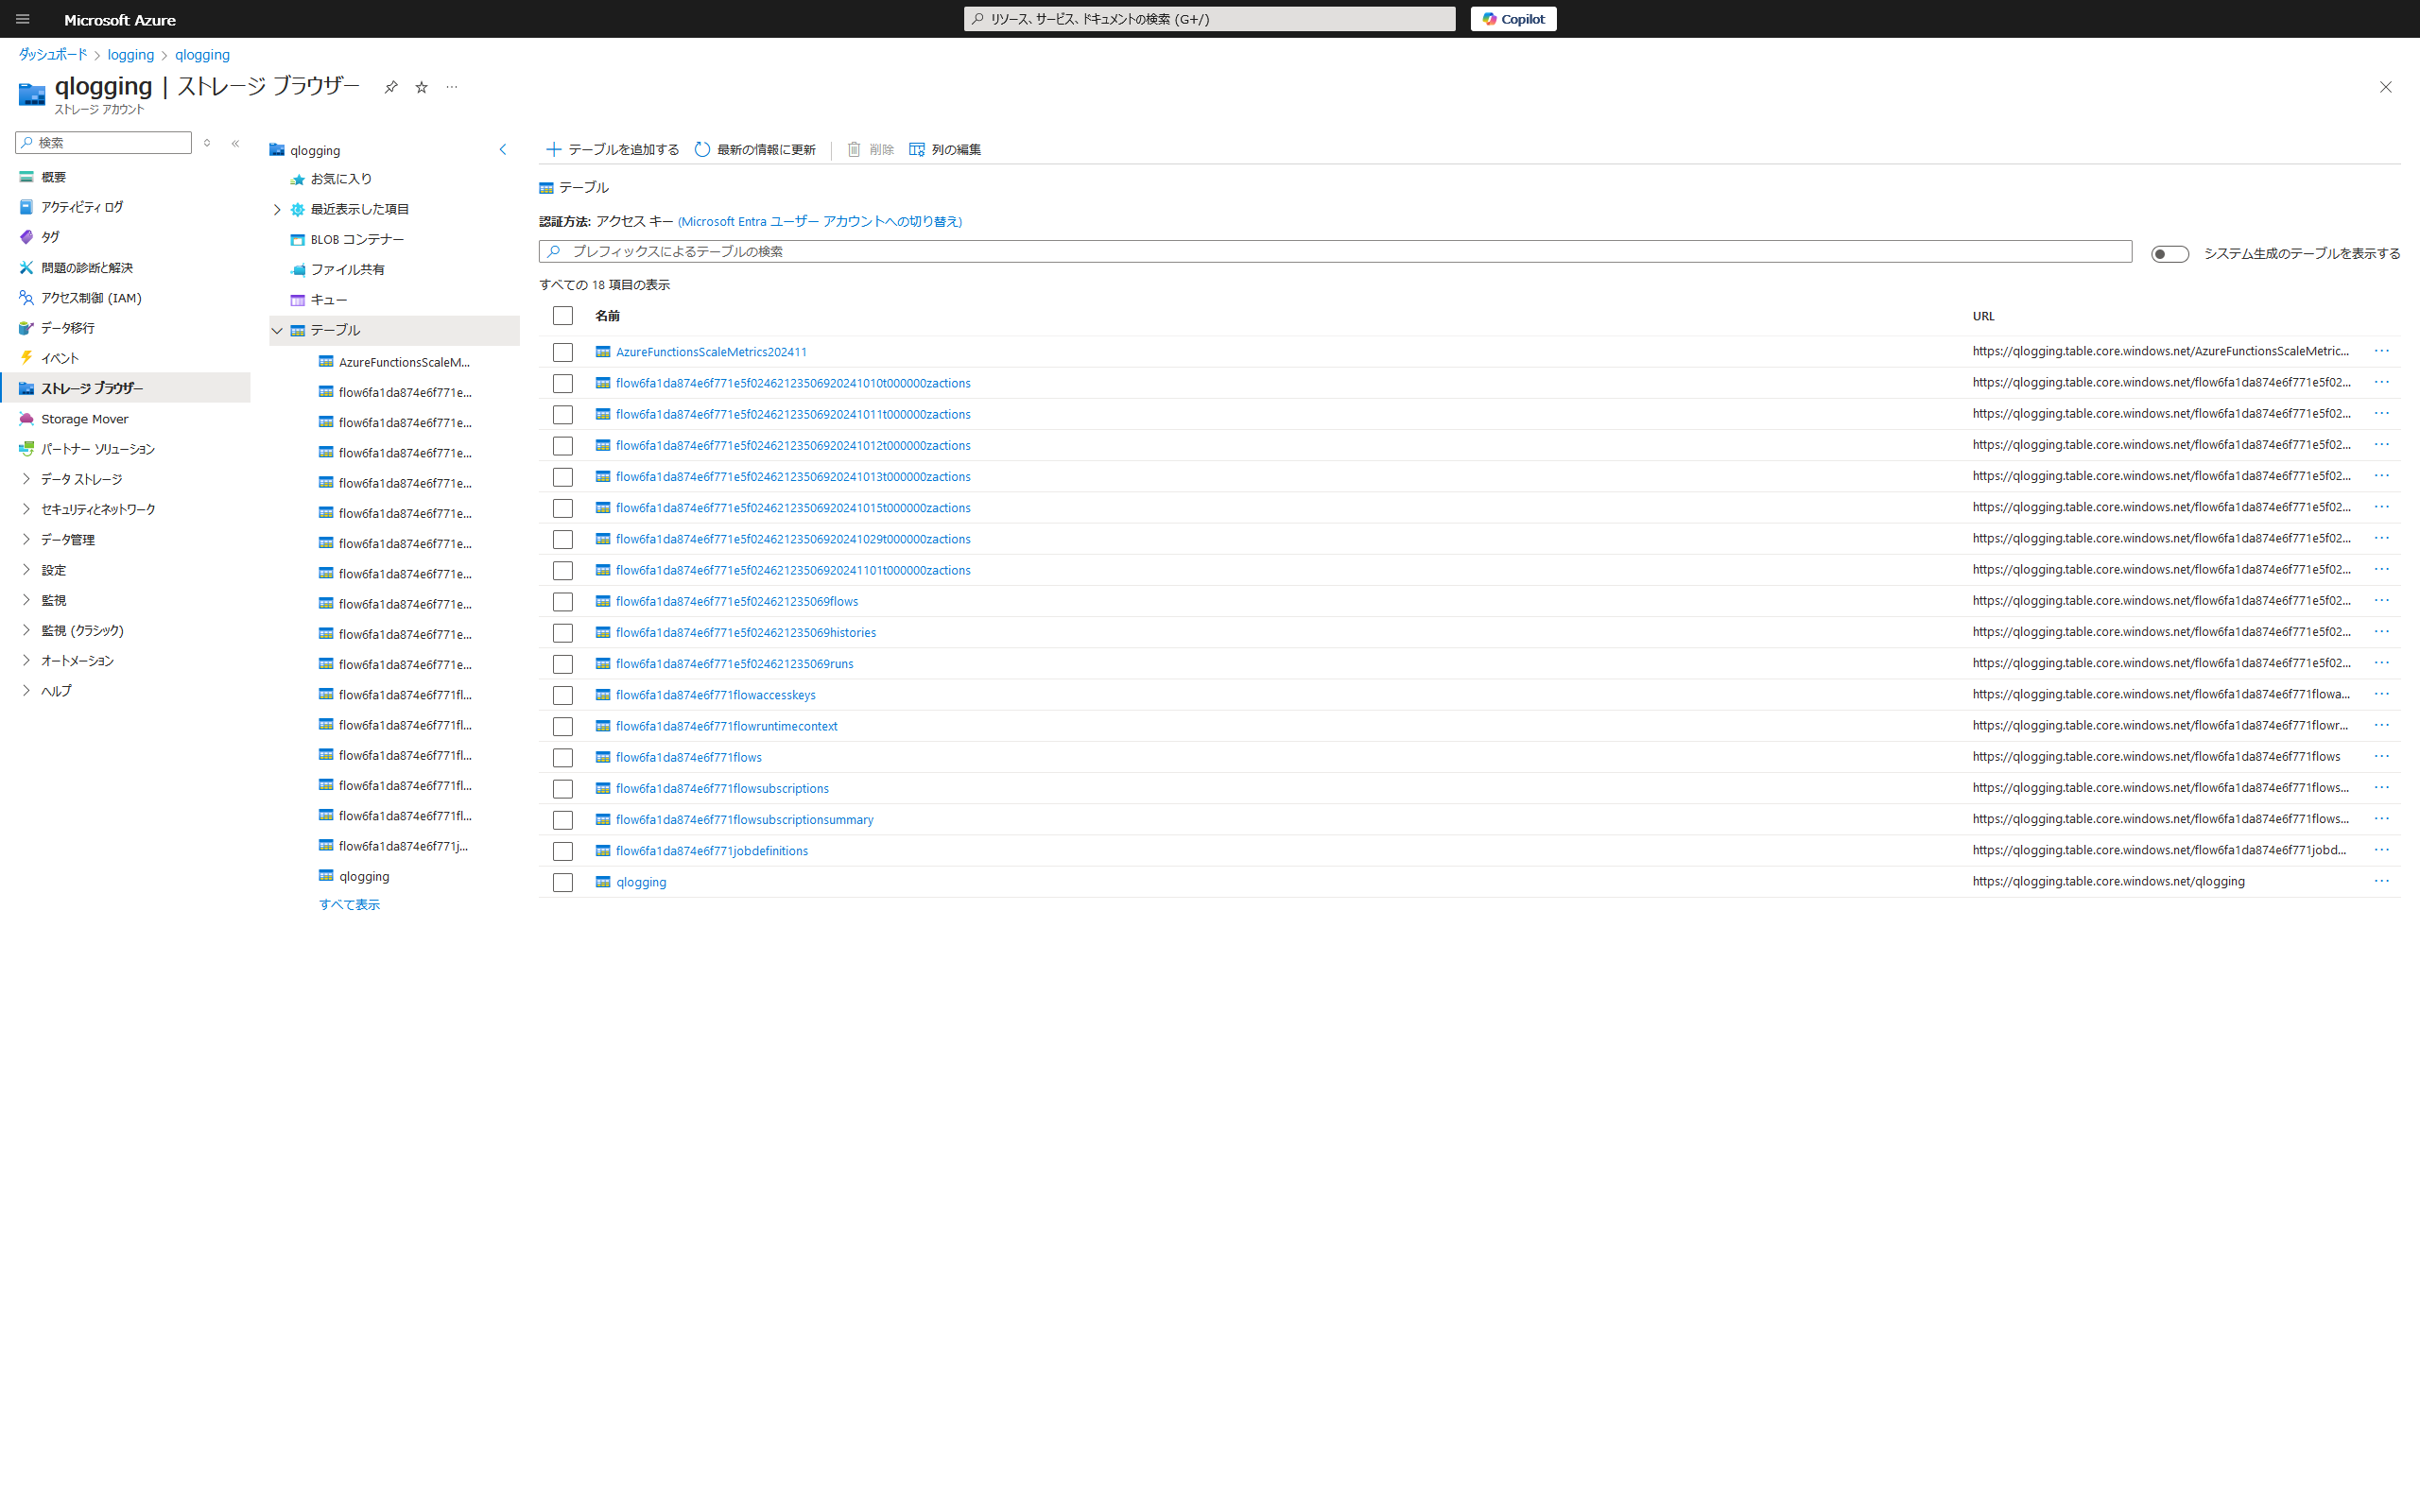 Microsoft Azure
リソース、サービス、ドキュメントの検索 (G+/)
Copilot
ダッシュボード > logging > qlogging
qlogging | ストレージ ブラウザー
ストレージ アカウント
検索
概要
アクティビティ ログ
タグ
問題の診断と解決
アクセス制御 (IAM)
データ移行
イベント
ストレージ ブラウザー
Storage Mover
パートナー ソリューション
データ ストレージ
セキュリティとネットワーク
データ管理
設定
監視
監視 (クラシック)
オートメーション
ヘルプ
qlogging
お気に入り
最近表示した項目
BLOB コンテナー
ファイル共有
キュー
テーブル
AzureFunctionsScaleM...
flow6fa1da874e6f771e...
flow6fa1da874e6f771e...
flow6fa1da874e6f771e...
flow6fa1da874e6f771e...
flow6fa1da874e6f771e...
flow6fa1da874e6f771e...
flow6fa1da874e6f771e...
flow6fa1da874e6f771e...
flow6fa1da874e6f771e...
flow6fa1da874e6f771e...
flow6fa1da874e6f771fl...
flow6fa1da874e6f771fl...
flow6fa1da874e6f771fl...
flow6fa1da874e6f771fl...
flow6fa1da874e6f771fl...
flow6fa1da874e6f771j...
qlogging
すべて表示
テーブルを追加する 最新の情報に更新 削除 列の編集
テーブル
認証方法: アクセス キー (Microsoft Entra ユーザー アカウントへの切り替え)
プレフィックスによるテーブルの検索
システム生成のテーブルを表示する
すべての 18 項目の表示
名前 URL
AzureFunctionsScaleMetrics202411 https://qlogging.table.core.windows.net/AzureFunctionsScaleMetric...
flow6fa1da874e6f771e5f02462123506920241010t000000zactions https://qlogging.table.core.windows.net/flow6fa1da874e6f771e5f02...
flow6fa1da874e6f771e5f02462123506920241011t000000zactions https://qlogging.table.core.windows.net/flow6fa1da874e6f771e5f02...
flow6fa1da874e6f771e5f02462123506920241012t000000zactions https://qlogging.table.core.windows.net/flow6fa1da874e6f771e5f02...
flow6fa1da874e6f771e5f02462123506920241013t000000zactions https://qlogging.table.core.windows.net/flow6fa1da874e6f771e5f02...
flow6fa1da874e6f771e5f02462123506920241015t000000zactions https://qlogging.table.core.windows.net/flow6fa1da874e6f771e5f02...
flow6fa1da874e6f771e5f02462123506920241029t000000zactions https://qlogging.table.core.windows.net/flow6fa1da874e6f771e5f02...
flow6fa1da874e6f771e5f02462123506920241101t000000zactions https://qlogging.table.core.windows.net/flow6fa1da874e6f771e5f02...
flow6fa1da874e6f771e5f024621235069flows https://qlogging.table.core.windows.net/flow6fa1da874e6f771e5f02...
flow6fa1da874e6f771e5f024621235069histories https://qlogging.table.core.windows.net/flow6fa1da874e6f771e5f02...
flow6fa1da874e6f771e5f024621235069runs https://qlogging.table.core.windows.net/flow6fa1da874e6f771e5f02...
flow6fa1da874e6f771flowaccesskeys https://qlogging.table.core.windows.net/flow6fa1da874e6f771flowa...
flow6fa1da874e6f771flowruntimecontext https://qlogging.table.core.windows.net/flow6fa1da874e6f771flowr...
flow6fa1da874e6f771flows https://qlogging.table.core.windows.net/flow6fa1da874e6f771flows
flow6fa1da874e6f771flowsubscriptions https://qlogging.table.core.windows.net/flow6fa1da874e6f771flows...
flow6fa1da874e6f771flowsubscriptionsummary https://qlogging.table.core.windows.net/flow6fa1da874e6f771flows...
flow6fa1da874e6f771jobdefinitions https://qlogging.table.core.windows.net/flow6fa1da874e6f771jobd...
qlogging https://qlogging.table.core.windows.net/qlogging